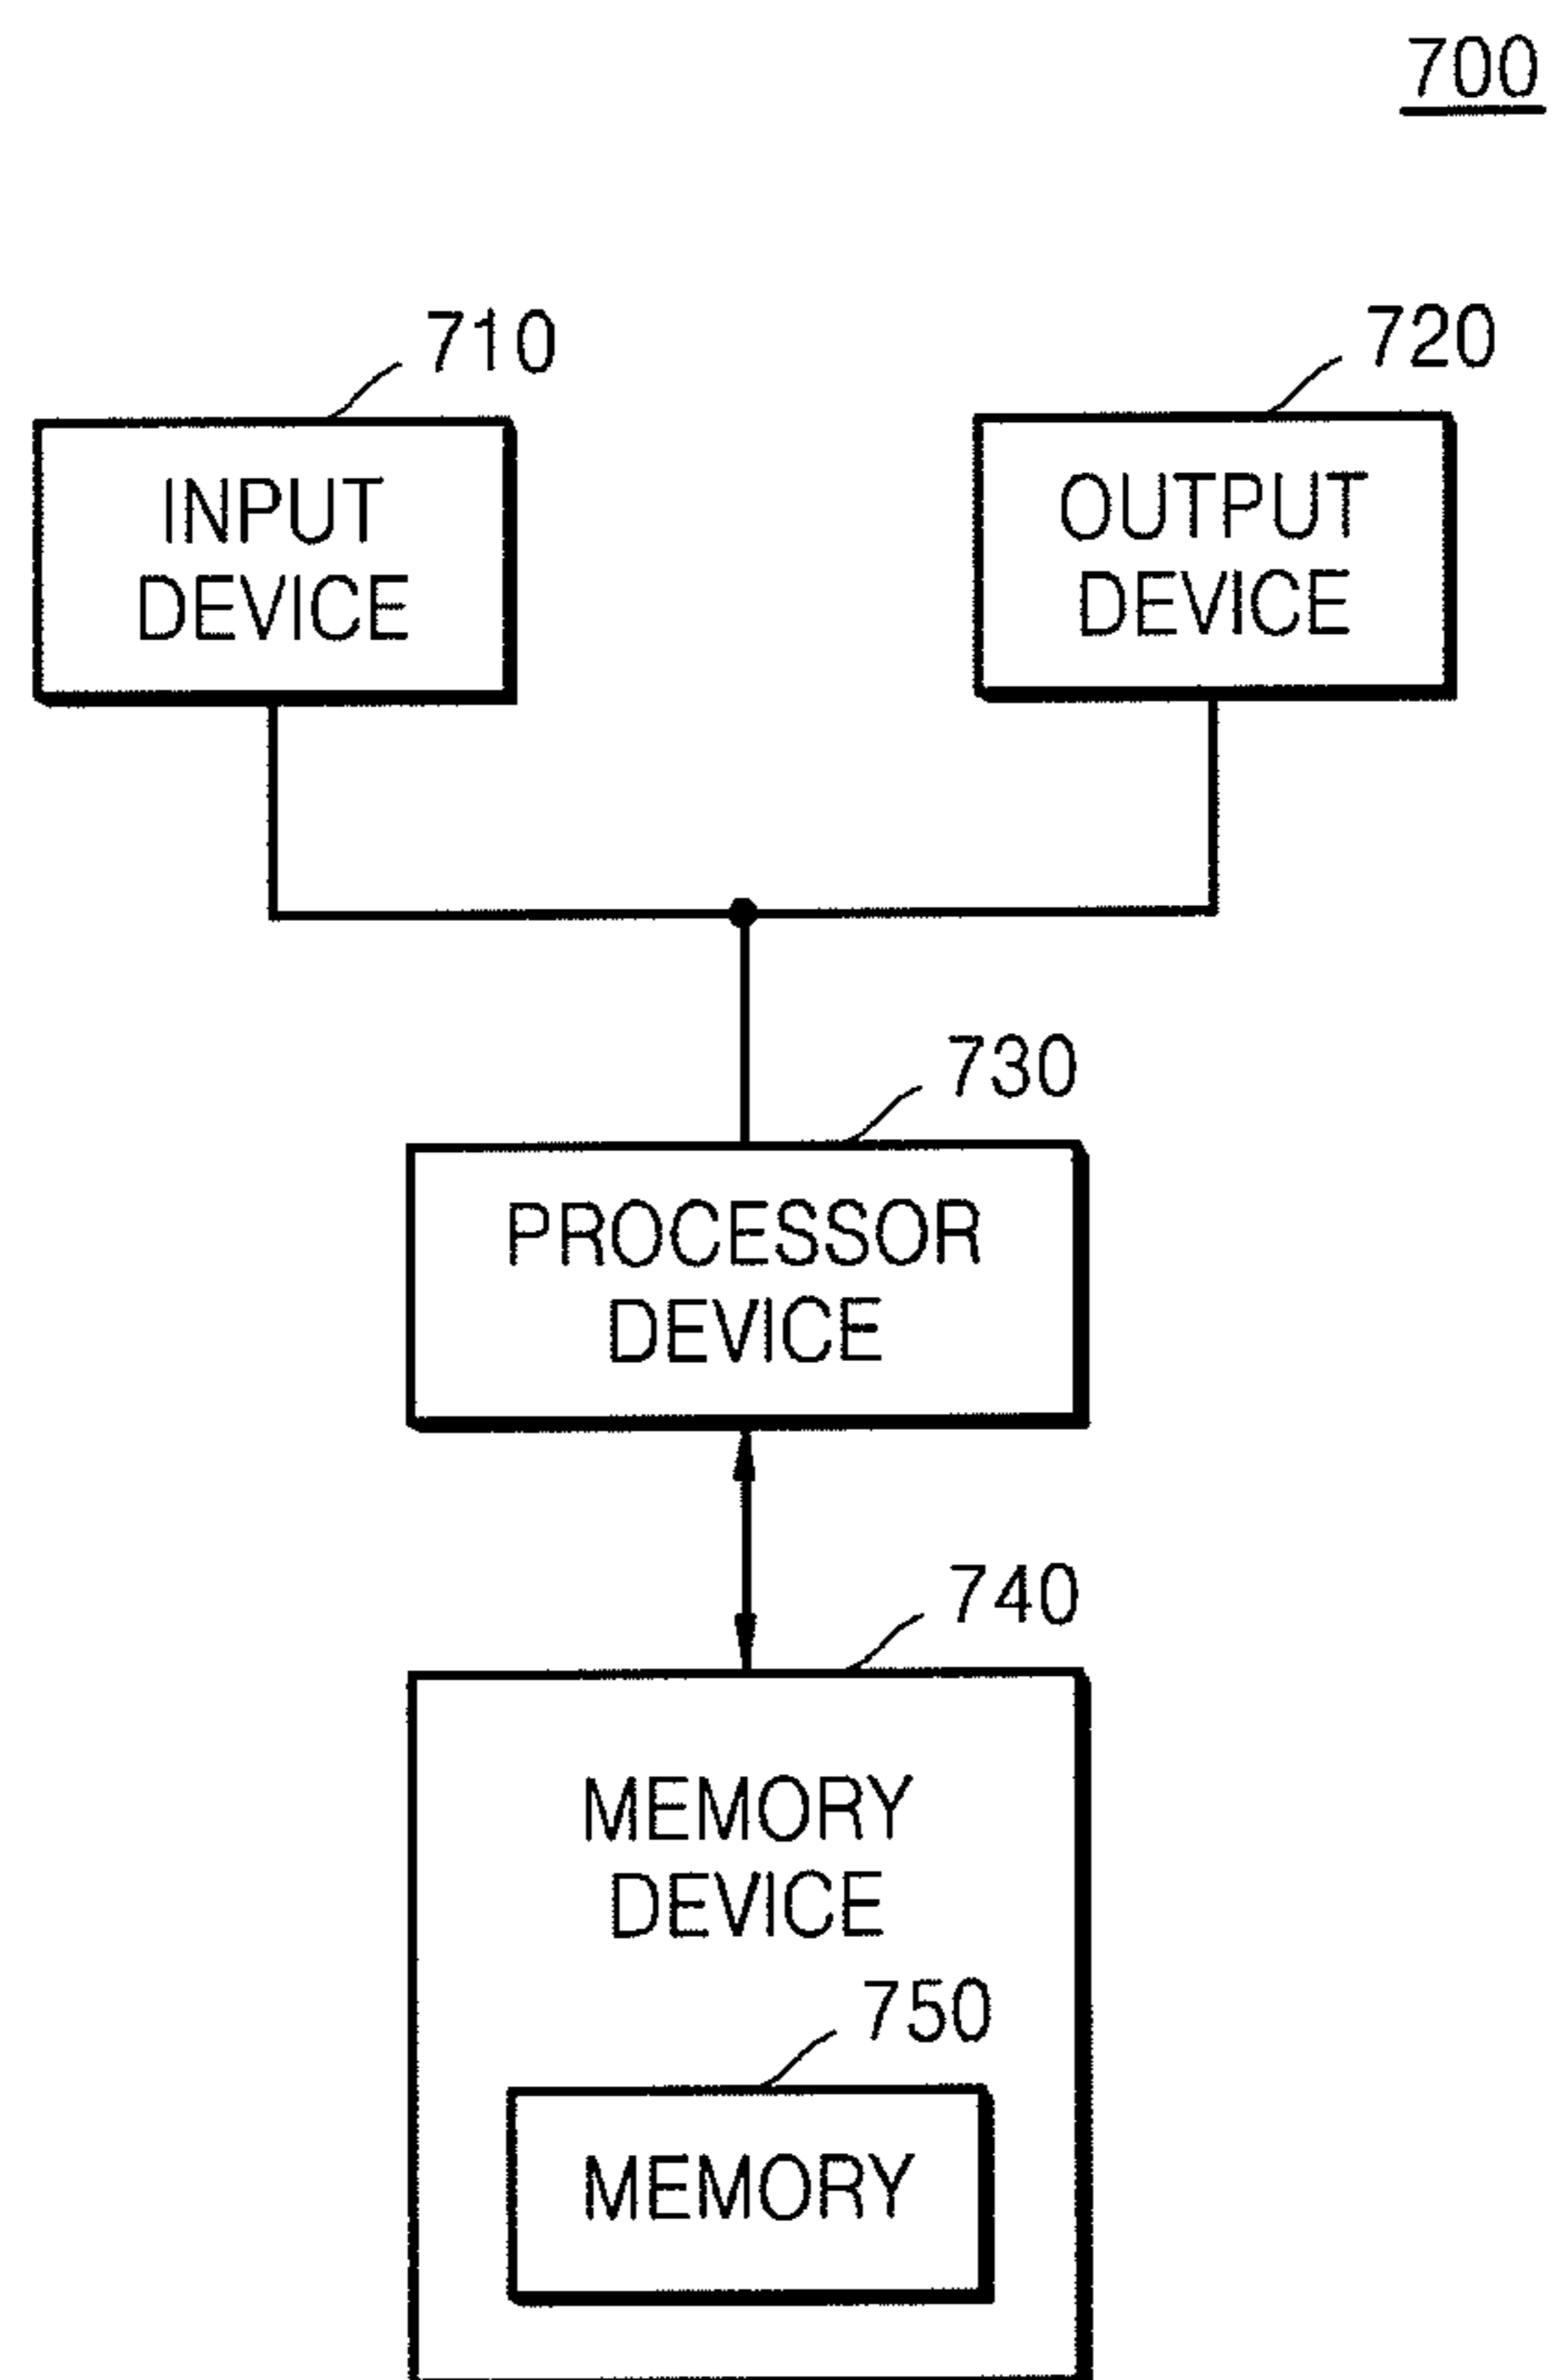 700
710
720
INPUT
DEVICE
OUTPUT
DEVICE
730
PROCESSOR
DEVICE
740
MEMORY
DEVICE
750
MEMORY